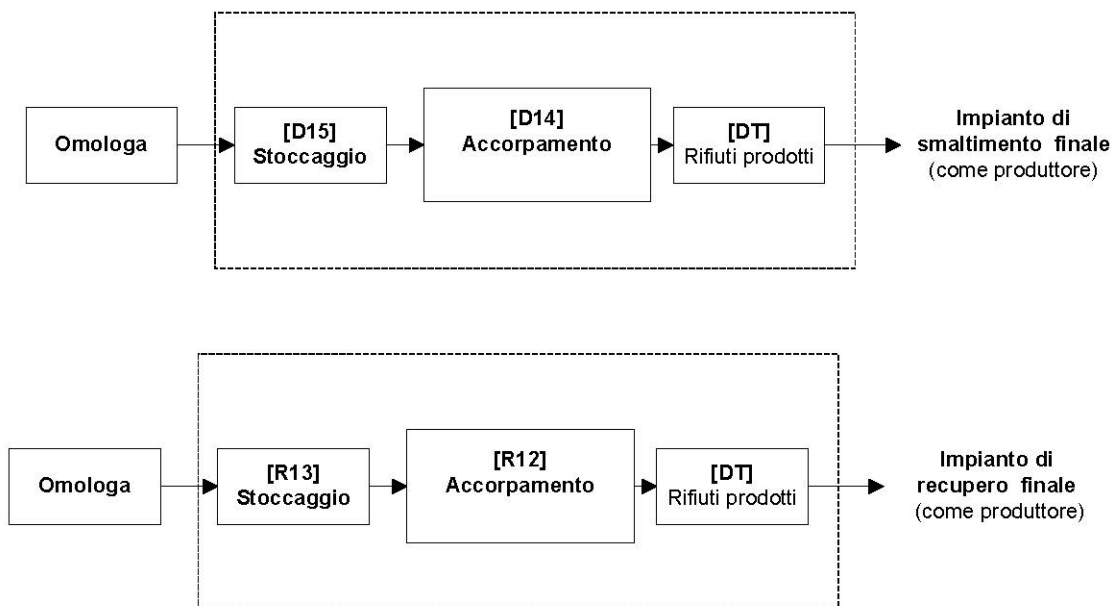 Omologa
[D15]
Stoccaggio
[D14]
Accorpamento
[DT]
Rifiuti prodotti
Impianto di
smaltimento finale
(come produttore)
Omologa
[R13]
Stoccaggio
[R12]
Accorpamento
[DT]
Rifiuti prodotti
Impianto di
recupero finale
(come produttore)